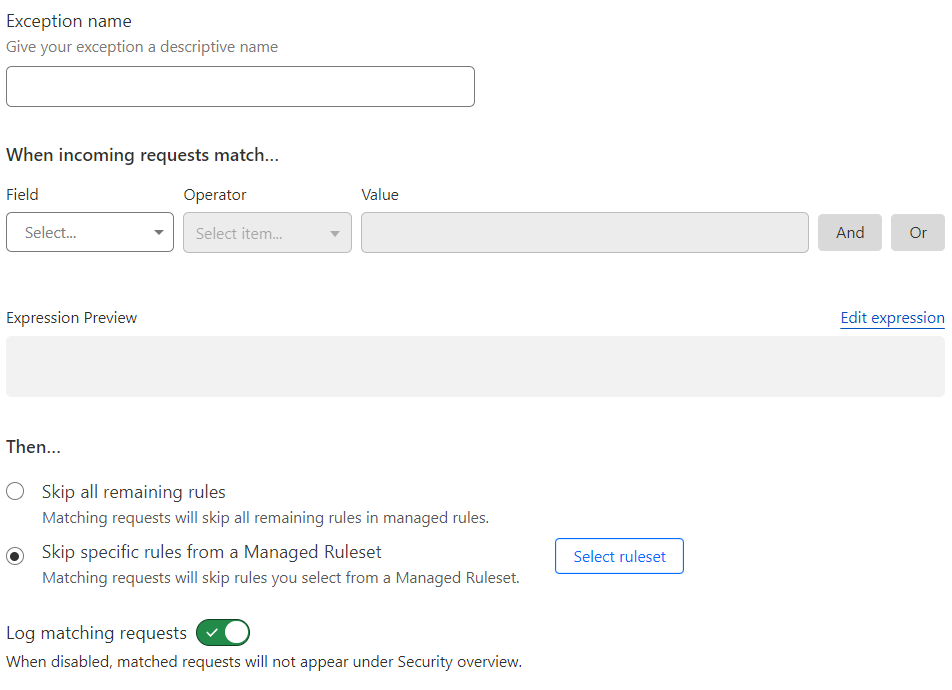 Exception name
Give your exception a descriptive name
When incoming requests match...
Field Operator Value
Select... Select item... And Or
Expression Preview Edit expression
Then...
Skip all remaining rules
Matching requests will skip all remaining rules in managed rules.
Skip specific rules from a Managed Ruleset
Select ruleset
Matching requests will skip rules you select from a Managed Ruleset.
Log matching requests
When disabled, matched requests will not appear under Security overview.